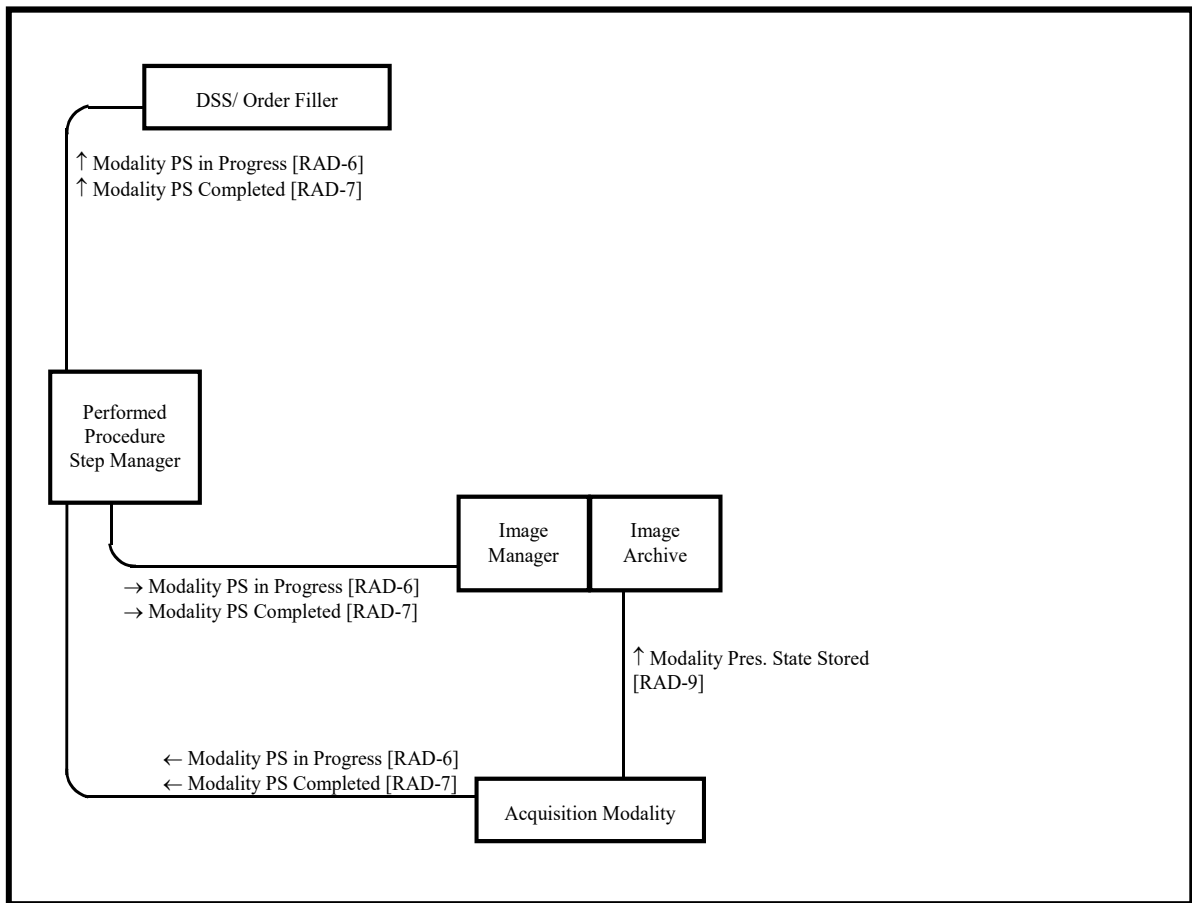 DSS/ Order Filler
↑ Modality PS in Progress [RAD-6]
↑ Modality PS Completed [RAD-7]
Performed
Procedure
Step Manager
Image
Manager
Image
Archive
→ Modality PS in Progress [RAD-6]
→ Modality PS Completed [RAD-7]
↑ Modality Pres. State Stored
[RAD-9]
← Modality PS in Progress [RAD-6]
← Modality PS Completed [RAD-7]
Acquisition Modality